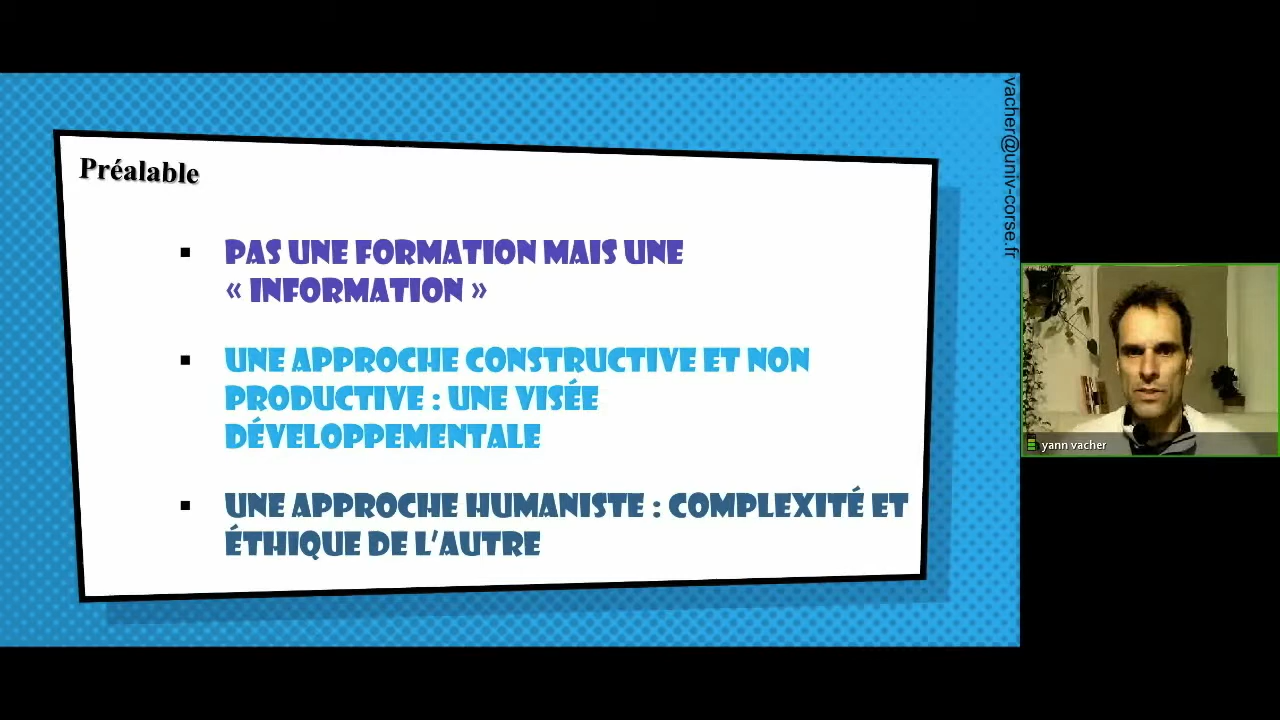 Préalable
PAS UNE FORMATION MAIS UNE
« INFORMATION »
UNE APPROCHE CONSTRUCTIVE ET NON
PRODUCTIVE : UNE VISÉE
DÉVELOPPEMENTALE
UNE APPROCHE HUMANISTE : COMPLEXITÉ ET
ÉTHIQUE DE L'AUTRE
vacher@univ-corse.fr
yann vacher